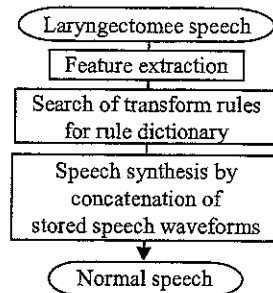 Laryngectomee speech
Feature extraction
Search of transform rules
for rule dictionary
Speech synthesis by
concatenation of
stored speech waveforms
Normal speech